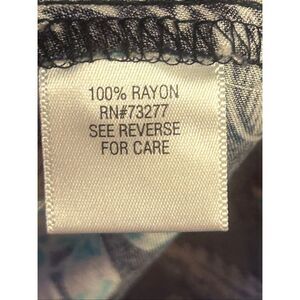 100% RAYON
RN#73277
SEE REVERSE
FOR CARE